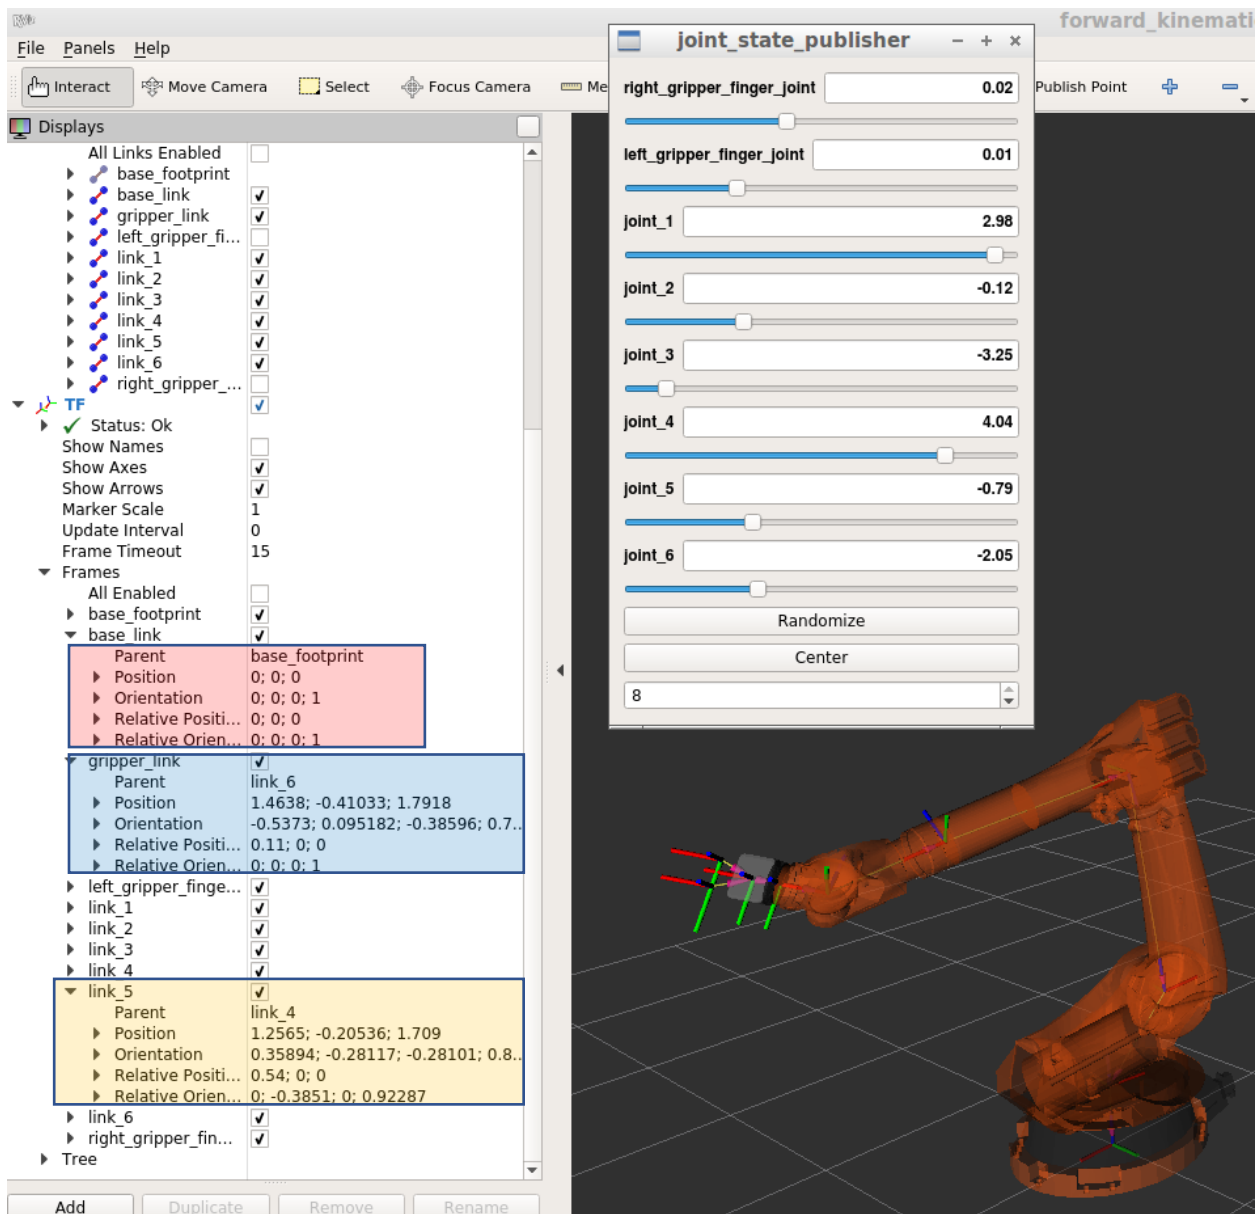 RViz
forward_kinemati
File Panels Help
Interact Move Camera Select Focus Camera Me Publish Point
Displays
All Links Enabled
base_footprint
base_link
gripper_link
left_gripper_fi...
link_1
link_2
link_3
link_4
link_5
link_6
right_gripper_...
TF
Status: Ok
Show Names
Show Axes
Show Arrows
Marker Scale 1
Update Interval 0
Frame Timeout 15
Frames
All Enabled
base_footprint
base_link
Parent base_footprint
Position 0; 0; 0
Orientation 0; 0; 0; 1
Relative Positi... 0; 0; 0
Relative Orien... 0; 0; 0; 1
gripper_link
Parent link_6
Position 1.4638; -0.41033; 1.7918
Orientation -0.5373; 0.095182; -0.38596; 0.7..
Relative Positi... 0.11; 0; 0
Relative Orien... 0; 0; 0; 1
left_gripper_finge...
link_1
link_2
link_3
link_4
link_5
Parent link_4
Position 1.2565; -0.20536; 1.709
Orientation 0.35894; -0.28117; -0.28101; 0.8..
Relative Positi... 0.54; 0; 0
Relative Orien... 0; -0.3851; 0; 0.92287
link_6
right_gripper_fin...
Tree
Add Duplicate Remove Rename
joint_state_publisher
right_gripper_finger_joint 0.02
left_gripper_finger_joint 0.01
joint_1 2.98
joint_2 -0.12
joint_3 -3.25
joint_4 4.04
joint_5 -0.79
joint_6 -2.05
Randomize
Center
8